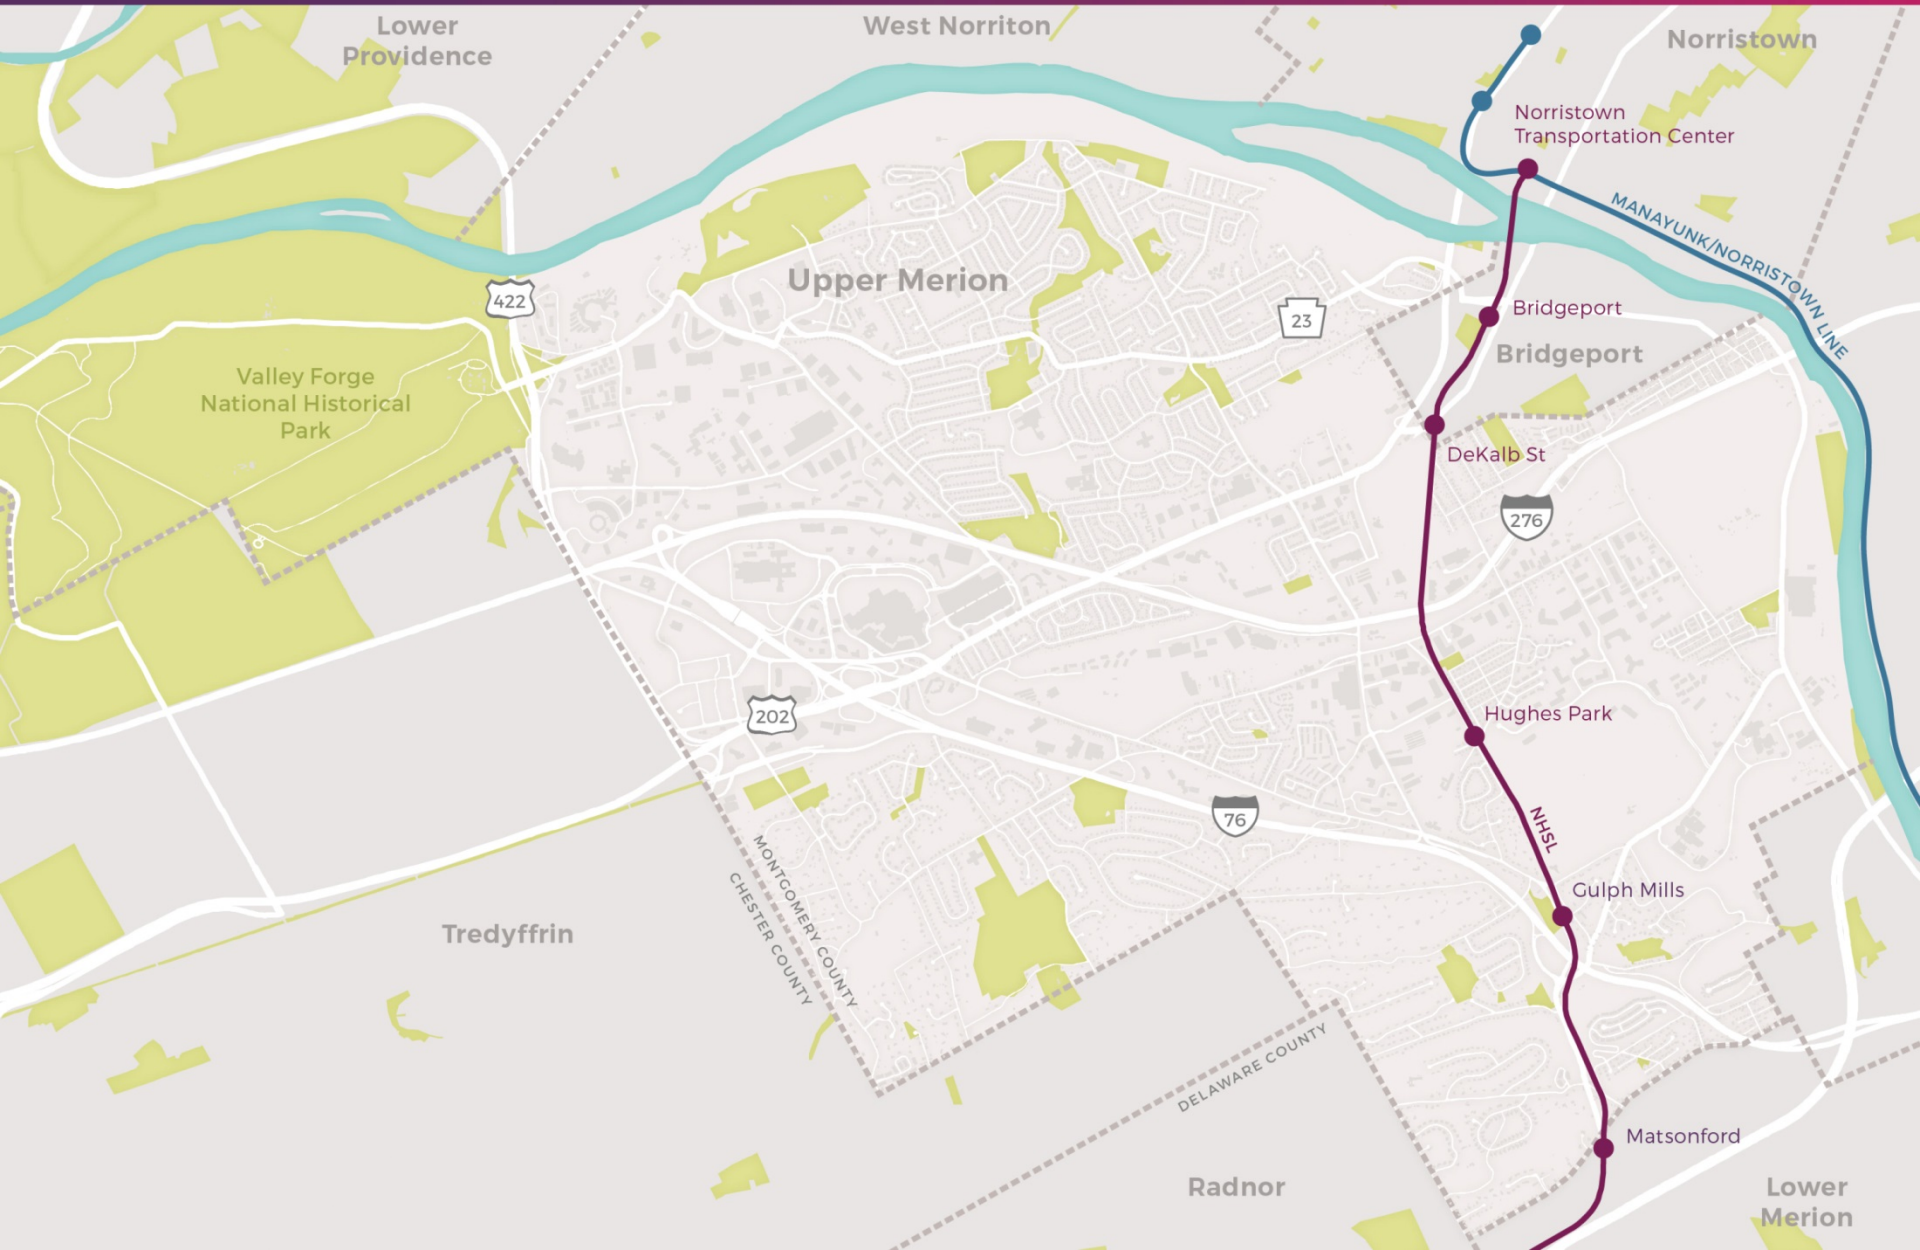 Lower
Providence
West Norriton
Norristown
Norristown
Transportation Center
MANAYUNK/NORRISTOWN LINE
422
Upper Merion
23
Bridgeport
Bridgeport
Valley Forge
National Historical
Park
DeKalb St
276
202
Hughes Park
76
NHSL
MONTGOMERY COUNTY
CHESTER COUNTY
Gulph Mills
Tredyffrin
DELAWARE COUNTY
Matsonford
Radnor
Lower
Merion